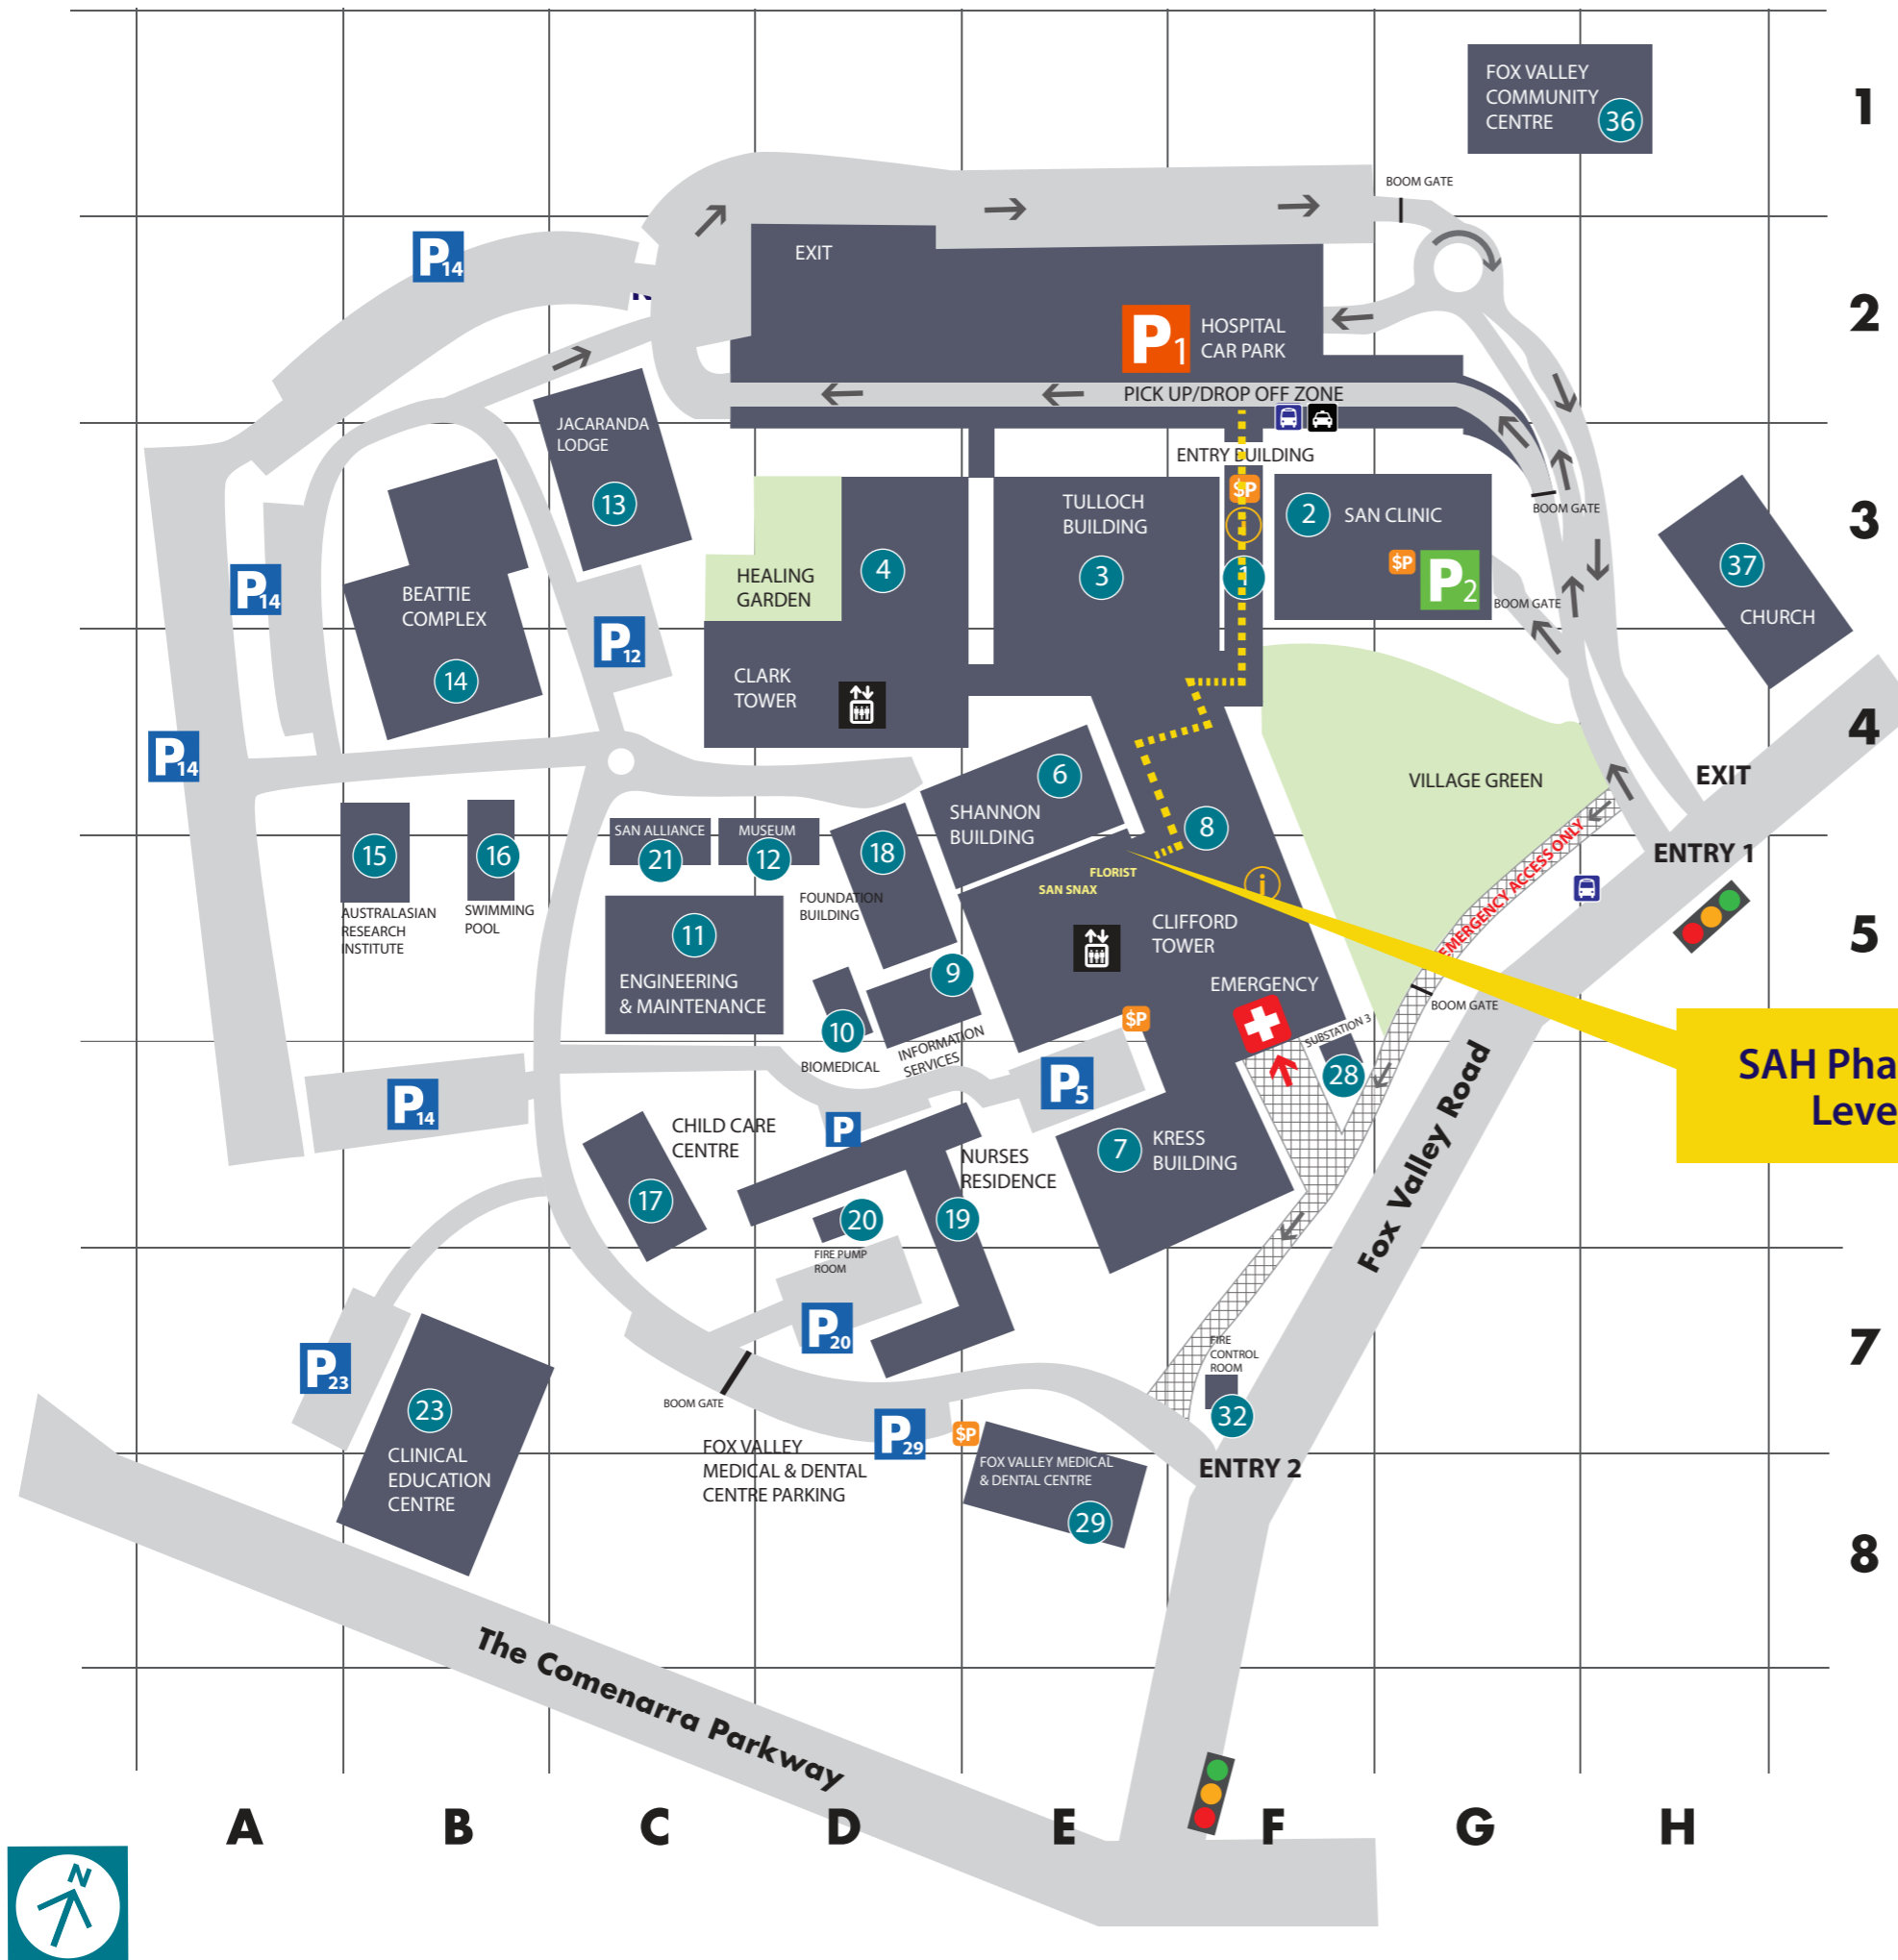 FOX VALLEY
COMMUNITY
CENTRE
36
1
BOOM GATE
P14
EXIT
2
P1
HOSPITAL
CAR PARK
PICK UP/DROP OFF ZONE
JACARANDA
LODGE
13
ENTRY BUILDING
$P
TULLOCH
BUILDING
3
2
SAN CLINIC
BOOM GATE
3
4
1
$P
P2
BOOM GATE
37
CHURCH
P14
BEATTIE
COMPLEX
14
HEALING
GARDEN
P12
CLARK
TOWER
P14
4
6
SHANNON
BUILDING
8
VILLAGE GREEN
EXIT
15
16
SAN ALLIANCE
21
MUSEUM
12
18
ENTRY 1
EMERGENCY ACCESS ONLY
FLORIST
SAN SNAX
i
AUSTRALASIAN
RESEARCH
INSTITUTE
SWIMMING
POOL
FOUNDATION
BUILDING
11
ENGINEERING
& MAINTENANCE
CLIFFORD
TOWER
5
9
10
EMERGENCY
$P
BOOM GATE
SUBSTATION 3
28
BIOMEDICAL
INFORMATION
SERVICES
SAH Pha
Leve
P14
P5
P
CHILD CARE
CENTRE
17
NURSES
RESIDENCE
7
KRESS
BUILDING
20
19
Fox Valley Road
FIRE PUMP
ROOM
P20
P23
FIRE
CONTROL
ROOM
32
7
23
CLINICAL
EDUCATION
CENTRE
BOOM GATE
P29
$P
FOX VALLEY
MEDICAL & DENTAL
CENTRE PARKING
FOX VALLEY MEDICAL
& DENTAL CENTRE
29
ENTRY 2
8
The Comenarra Parkway
A B C D E F G H
N